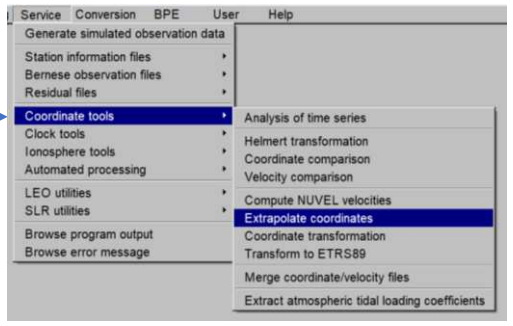 Service Conversion BPE User Help
Generate simulated observation data
Station information files
Bernese observation files
Residual files
Coordinate tools
Clock tools
Ionosphere tools
Automated processing
LEO utilities
SLR utilities
Browse program output
Browse error message
Analysis of time series
Helmert transformation
Coordinate comparison
Velocity comparison
Compute NUVEL velocities
Extrapolate coordinates
Coordinate transformation
Transform to ETRS89
Merge coordinate/velocity files
Extract atmospheric tidal loading coefficients